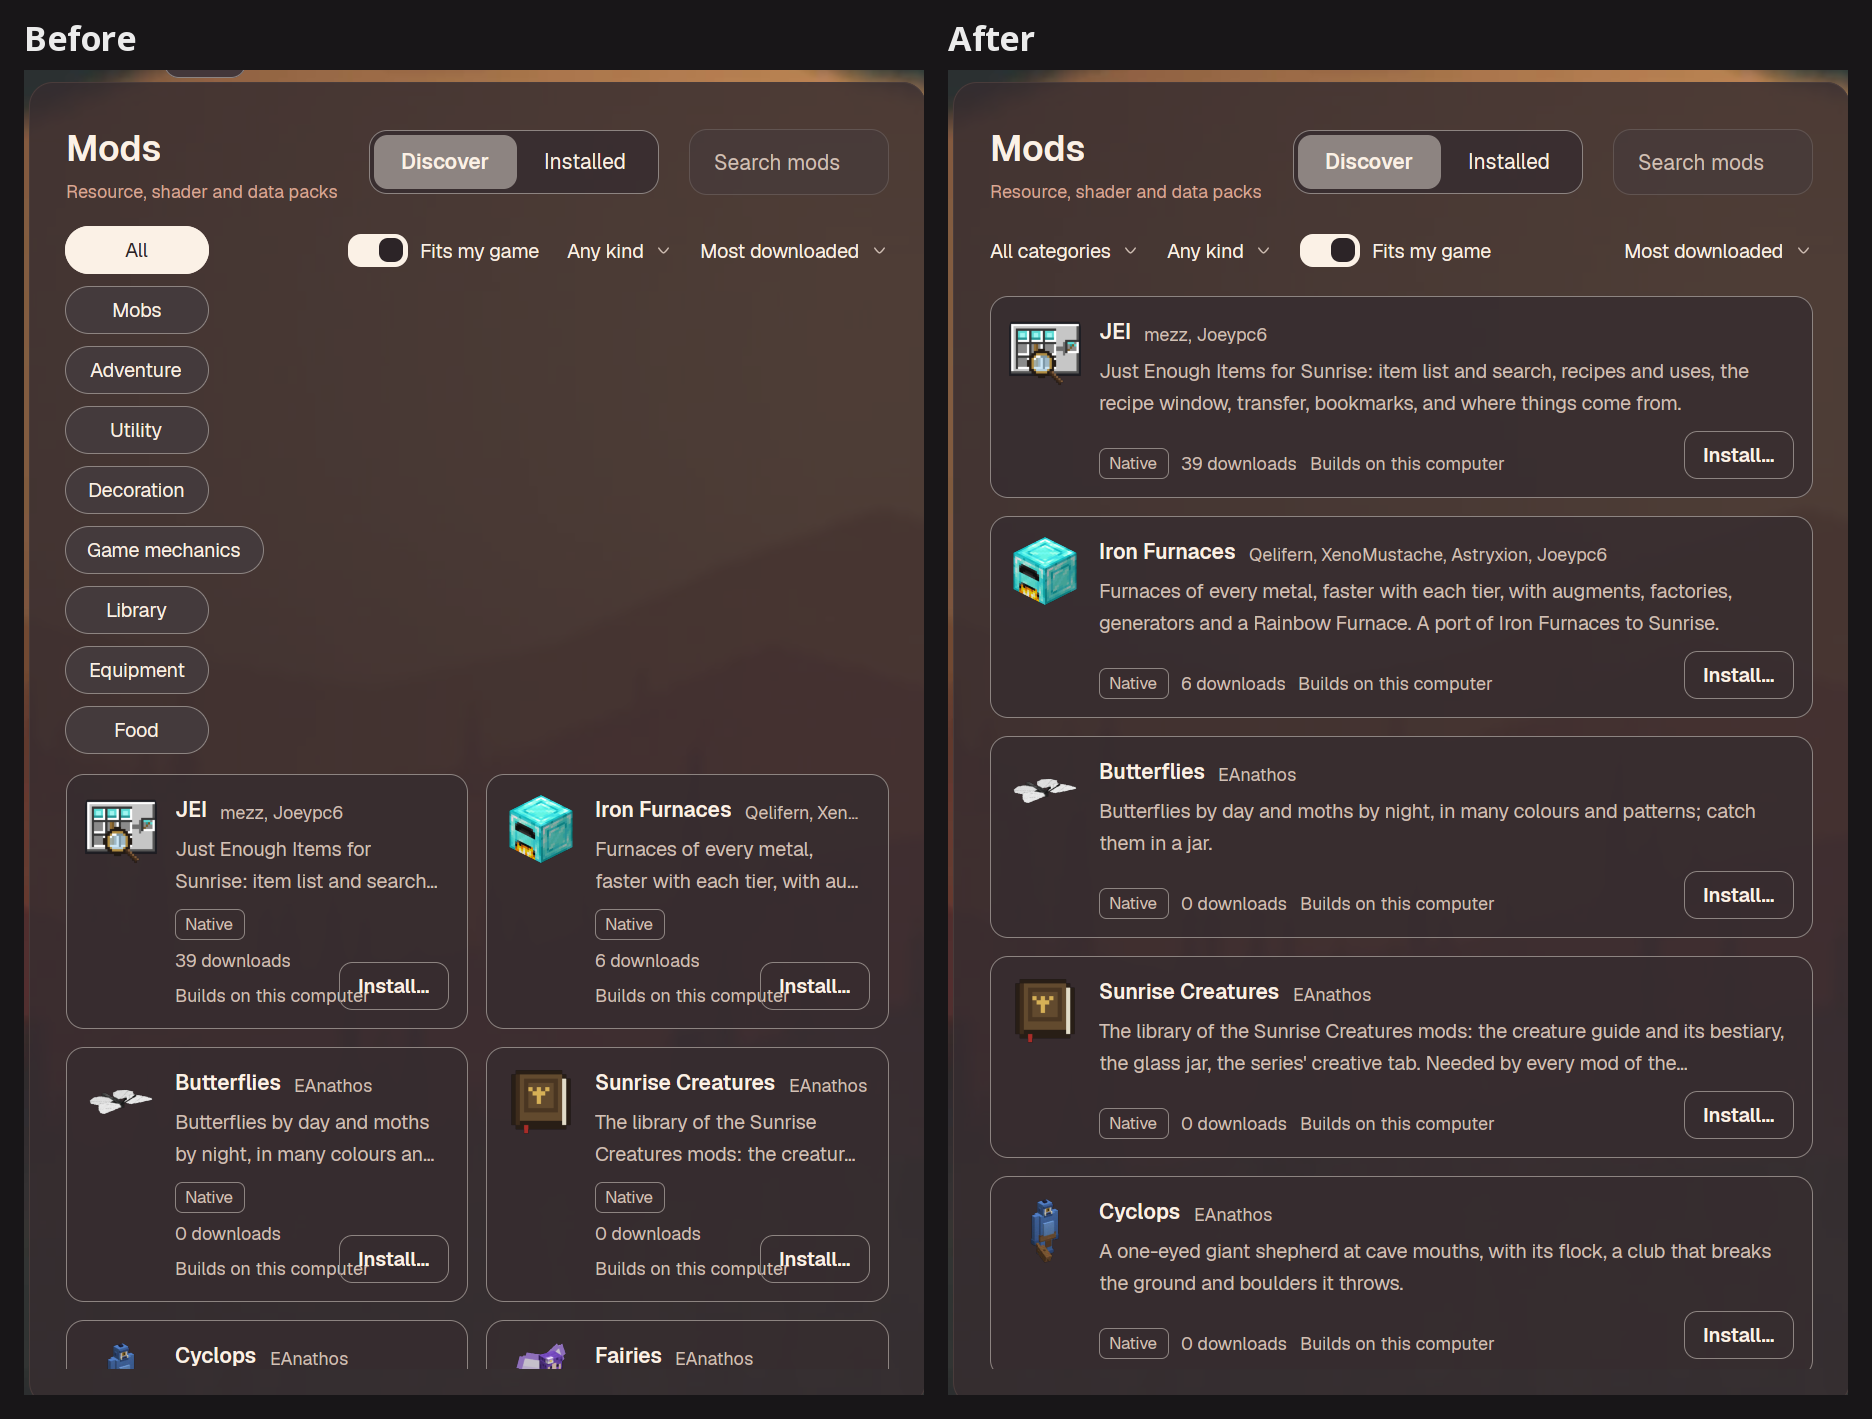 Before
Mods
Resource, shader and data packs
Discover
Installed
Search mods
All
Fits my game
Any kind
Most downloaded
Mobs
Adventure
Utility
Decoration
Game mechanics
Library
Equipment
Food
JEI mezz, Joeypc6
Just Enough Items for
Sunrise: item list and search...
Native
39 downloads
Builds on this computer
Install...
Iron Furnaces Qelifern, Xen...
Furnaces of every metal,
faster with each tier, with au...
Native
6 downloads
Builds on this computer
Install...
Butterflies EAnathos
Butterflies by day and moths
by night, in many colours an...
Native
0 downloads
Builds on this computer
Install...
Sunrise Creatures EAnathos
The library of the Sunrise
Creatures mods: the creatur...
Native
0 downloads
Builds on this computer
Install...
Cyclops EAnathos
Fairies EAnathos
After
Mods
Resource, shader and data packs
Discover
Installed
Search mods
All categories
Any kind
Fits my game
Most downloaded
JEI mezz, Joeypc6
Just Enough Items for Sunrise: item list and search, recipes and uses, the
recipe window, transfer, bookmarks, and where things come from.
Native 39 downloads Builds on this computer
Install...
Iron Furnaces Qelifern, XenoMustache, Astryxion, Joeypc6
Furnaces of every metal, faster with each tier, with augments, factories,
generators and a Rainbow Furnace. A port of Iron Furnaces to Sunrise.
Native 6 downloads Builds on this computer
Install...
Butterflies EAnathos
Butterflies by day and moths by night, in many colours and patterns; catch
them in a jar.
Native 0 downloads Builds on this computer
Install...
Sunrise Creatures EAnathos
The library of the Sunrise Creatures mods: the creature guide and its bestiary,
the glass jar, the series' creative tab. Needed by every mod of the...
Native 0 downloads Builds on this computer
Install...
Cyclops EAnathos
A one-eyed giant shepherd at cave mouths, with its flock, a club that breaks
the ground and boulders it throws.
Native 0 downloads Builds on this computer
Install...